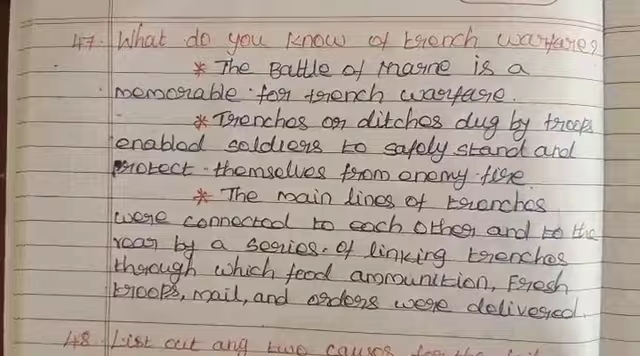 47. What do you know of trench warfare?
* The Battle of Marne is a
memorable for trench warfare.
* Trenches or ditches dug by troops
enabled soldiers to safely stand and
protect themselves from enemy fire.
* The main lines of trenches
were connected to each other and to the
rear by a series of linking trenches
through which food ammunition, Fresh
troops, mail, and orders were delivered.
48. List out any two causes for the